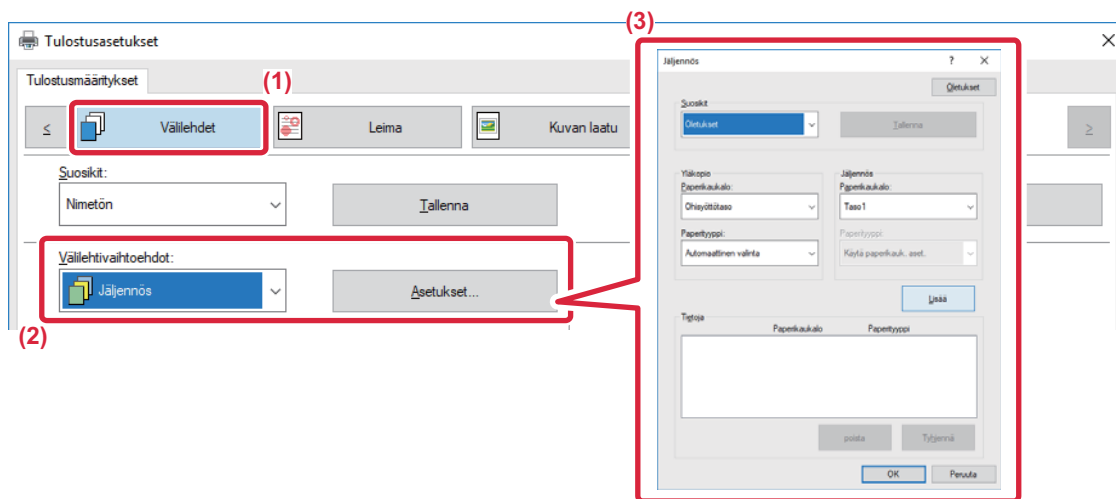 (3)
Tulostusasetukset
Tulostusmääritykset
(1)
≤ Välilehdet Leima Kuvan laatu ≥
Suosikit:
Nimetön Tallenna
Välilehtivaihtoehdot:
Jäljennös Asetukset...
(2)
Jäljennös ?
Oletukset
Suosikit
Oletukset Tallenna
Yläkopio Jäljennös
Paperikaukalo: Paperikaukalo:
Ohisyöttötaso Taso1
Paperityyppi: Paperityyppi:
Automaattinen valinta Käytä paperikauk. aset.
Lisää
Tietoja
Paperikaukalo Paperityyppi
poista Tyhjennä
OK Peruuta